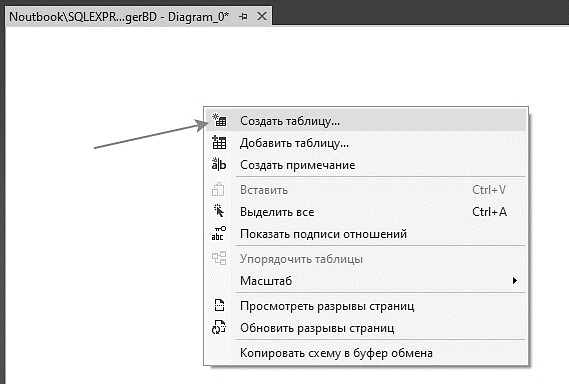 Noutbook\SQLEXPR...gerBD - Diagram_0*
Создать таблицу...
Добавить таблицу...
a|b Создать примечание
Вставить Ctrl+V
Выделить все Ctrl+A
abc Показать подписи отношений
Упорядочить таблицы
Масштаб
Просмотреть разрывы страниц
Обновить разрывы страниц
Копировать схему в буфер обмена